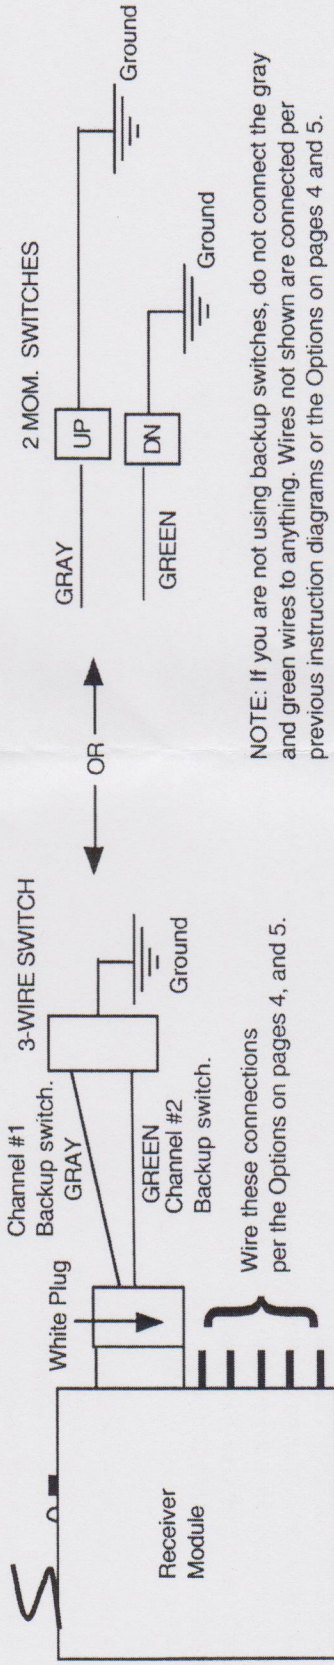 Receiver
Module
White Plug
Channel #1
Backup switch.
GRAY
GREEN
Channel #2
Backup switch.
3-WIRE SWITCH
Ground
Wire these connections
per the Options on pages 4, and 5.
OR
2 MOM. SWITCHES
GRAY
UP
Ground
GREEN
DN
Ground
NOTE: If you are not using backup switches, do not connect the gray
and green wires to anything. Wires not shown are connected per
previous instruction diagrams or the Options on pages 4 and 5.